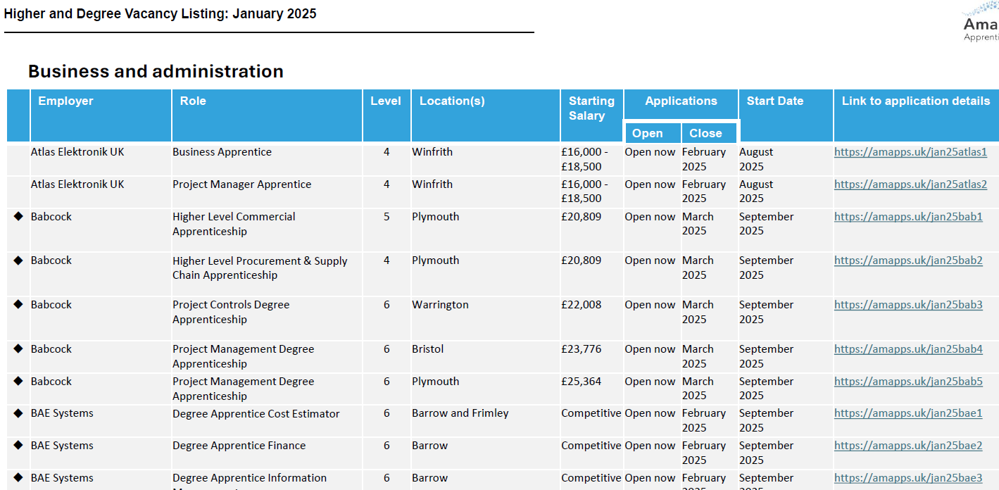 Higher and Degree Vacancy Listing: January 2025
Ama
Apprenti
Business and administration
Employer Role Level Location(s) Starting Salary Applications Start Date Link to application details
Open Close
Atlas Elektronik UK Business Apprentice 4 Winfrith £16,000 - £18,500 Open now February 2025 August 2025 https://amapps.uk/jan25atlas1
Atlas Elektronik UK Project Manager Apprentice 4 Winfrith £16,000 - £18,500 Open now February 2025 August 2025 https://amapps.uk/jan25atlas2
◆ Babcock Higher Level Commercial Apprenticeship 5 Plymouth £20,809 Open now March 2025 September 2025 https://amapps.uk/jan25bab1
◆ Babcock Higher Level Procurement & Supply Chain Apprenticeship 4 Plymouth £20,809 Open now March 2025 September 2025 https://amapps.uk/jan25bab2
◆ Babcock Project Controls Degree Apprenticeship 6 Warrington £22,008 Open now March 2025 September 2025 https://amapps.uk/jan25bab3
◆ Babcock Project Management Degree Apprenticeship 6 Bristol £23,776 Open now March 2025 September 2025 https://amapps.uk/jan25bab4
◆ Babcock Project Management Degree Apprenticeship 6 Plymouth £25,364 Open now March 2025 September 2025 https://amapps.uk/jan25bab5
◆ BAE Systems Degree Apprentice Cost Estimator 6 Barrow and Frimley Competitive Open now February 2025 September 2025 https://amapps.uk/jan25bae1
◆ BAE Systems Degree Apprentice Finance 6 Barrow Competitive Open now February 2025 September 2025 https://amapps.uk/jan25bae2
◆ BAE Systems Degree Apprentice Information 6 Barrow Competitive Open now February September https://amapps.uk/jan25bae3